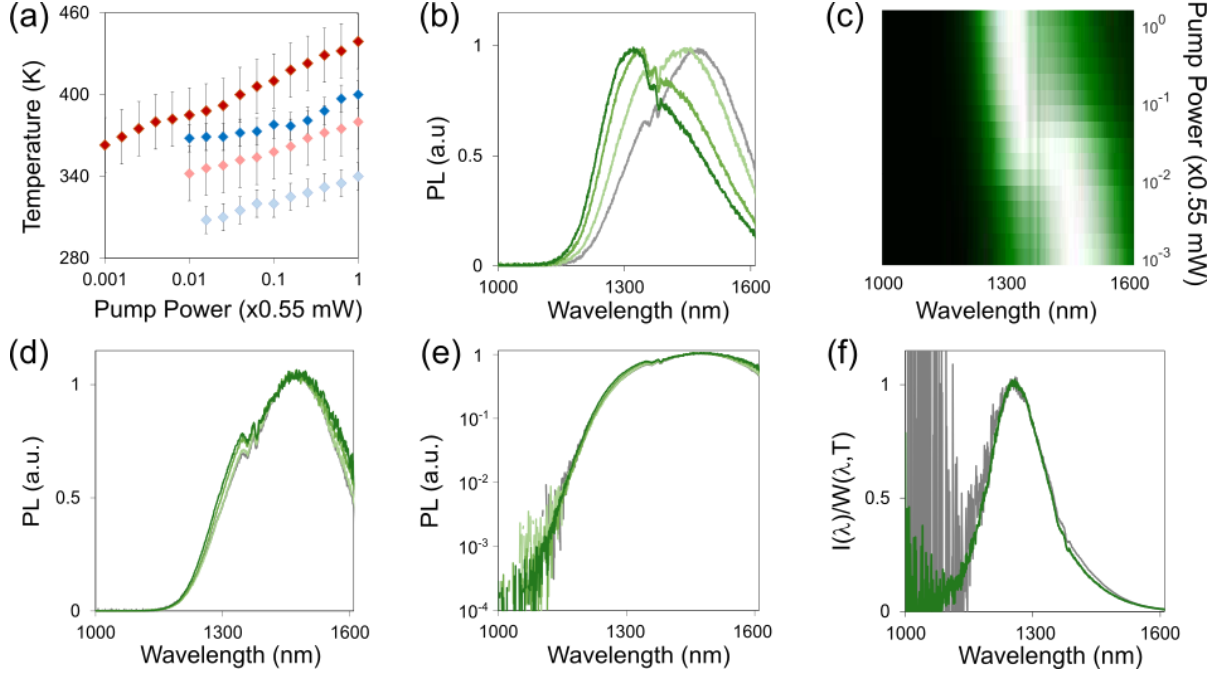 (a)
460
400
340
280
Temperature (K)
0.001
0.01
0.1
1
Pump Power (x0.55 mW)
(b)
1
0.5
0
PL (a.u)
1000
1300
1600
Wavelength (nm)
(c)
10⁰
10⁻¹
10⁻²
10⁻³
Pump Power (x0.55 mW)
1000
1300
1600
Wavelength (nm)
(d)
1
0.5
0
PL (a.u.)
1000
1300
1600
Wavelength (nm)
(e)
1
10⁻¹
10⁻²
10⁻³
10⁻⁴
PL (a.u.)
1000
1300
1600
Wavelength (nm)
(f)
1
0.5
0
I(λ)/W(λ,T)
1000
1300
1600
Wavelength (nm)